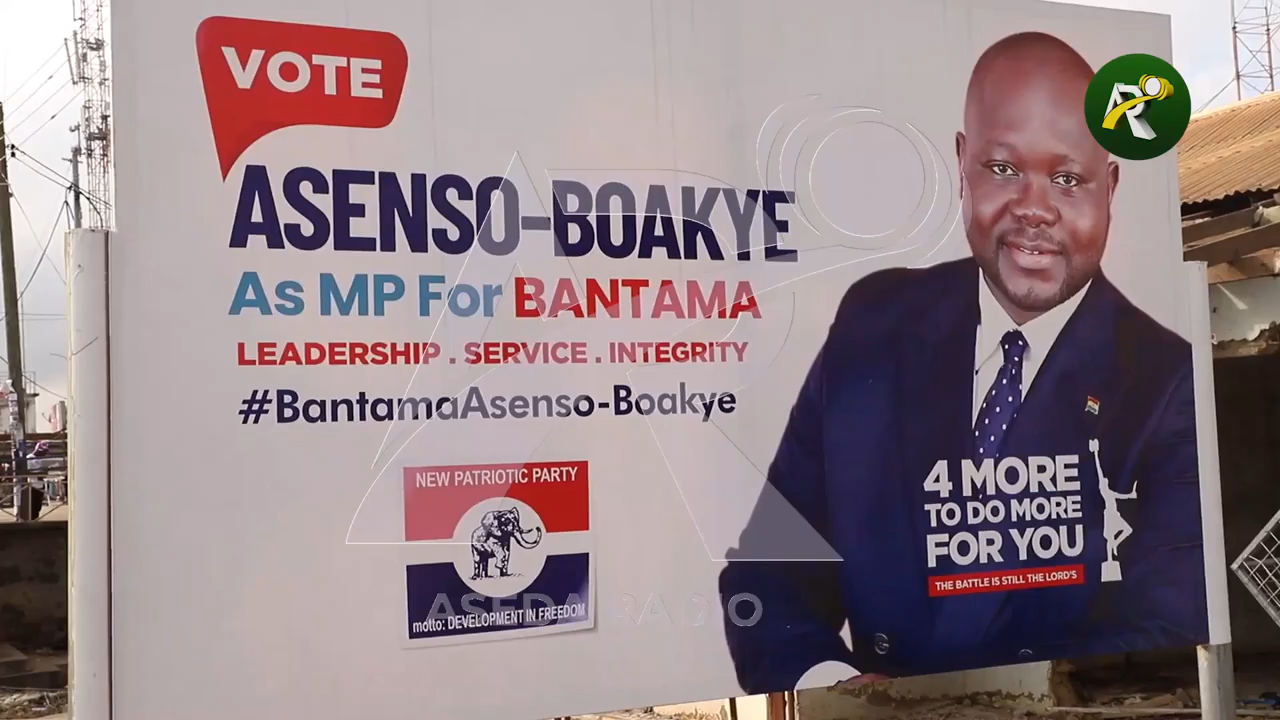 VOTE
ASENSO-BOAKYE
As MP For BANTAMA
LEADERSHIP . SERVICE . INTEGRITY
#BantamaAsenso-Boakye
NEW PATRIOTIC PARTY
motto: DEVELOPMENT IN FREEDOM
4 MORE
TO DO MORE
FOR YOU
THE BATTLE IS STILL THE LORD'S
ASEDA RADIO
AR